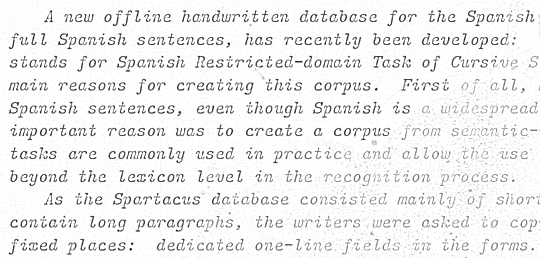 A new offline handwritten database for the Spanish
full Spanish sentences, has recently been developed:
stands for Spanish Restricted-domain Task of Cursive S
main reasons for creating this corpus. First of all,
Spanish sentences, even though Spanish is a widespread
important reason was to create a corpus from semantic-
tasks are commonly used in practice and allow the use
beyond the lexicon level in the recognition process.
As the Spartacus database consisted mainly of short
contain long paragraphs, the writers were asked to cop
fixed places: dedicated one-line fields in the forms.